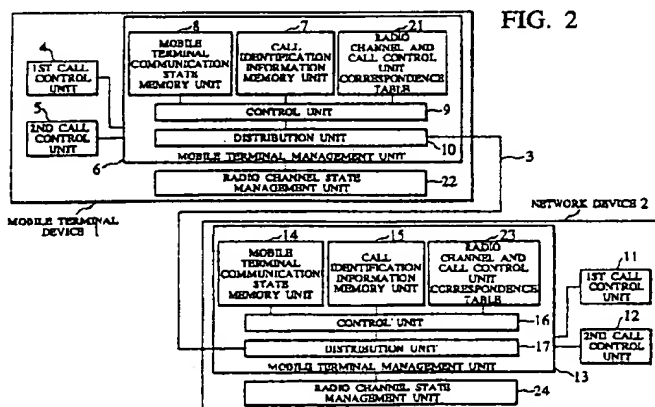 FIG. 2
8
7
21
4
1ST CALL
CONTROL
UNIT
MOBILE
TERMINAL
COMMUNICATION
STATE
MEMORY UNIT
CALL
IDENTIFICATION
INFORMATION
MEMORY UNIT
RADIO
CHANNEL AND
CALL CONTROL
UNIT
CORRESPONDENCE
TABLE
5
2ND CALL
CONTROL
UNIT
CONTROL UNIT
9
DISTRIBUTION UNIT
10
6
MOBILE TERMINAL MANAGEMENT UNIT
3
RADIO CHANNEL STATE
MANAGEMENT UNIT
22
MOBILE TERMINAL
DEVICE 1
NETWORK DEVICE 2
14
15
23
11
MOBILE
TERMINAL
COMMUNICATION
STATE
MEMORY UNIT
CALL
IDENTIFICATION
INFORMATION
MEMORY UNIT
RADIO
CHANNEL AND
CALL CONTROL
UNIT
CORRESPONDENCE
TABLE
1ST CALL
CONTROL
UNIT
12
CONTROL UNIT
16
2ND CALL
CONTROL
UNIT
DISTRIBUTION UNIT
17
MOBILE TERMINAL MANAGEMENT UNIT
13
RADIO CHANNEL STATE
MANAGEMENT UNIT
24